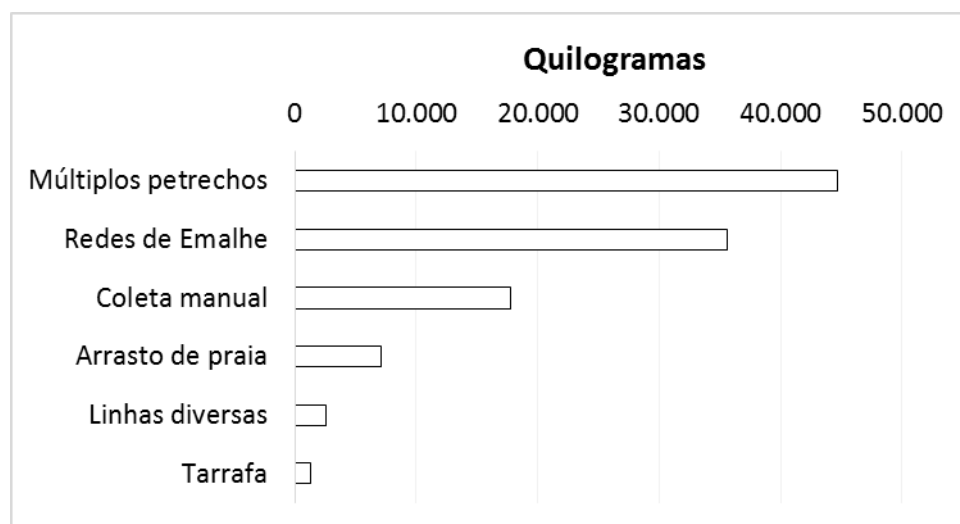 Quilogramas
0 10.000 20.000 30.000 40.000 50.000
Múltiplos petrechos
Redes de Emalhe
Coleta manual
Arrasto de praia
Linhas diversas
Tarrafa